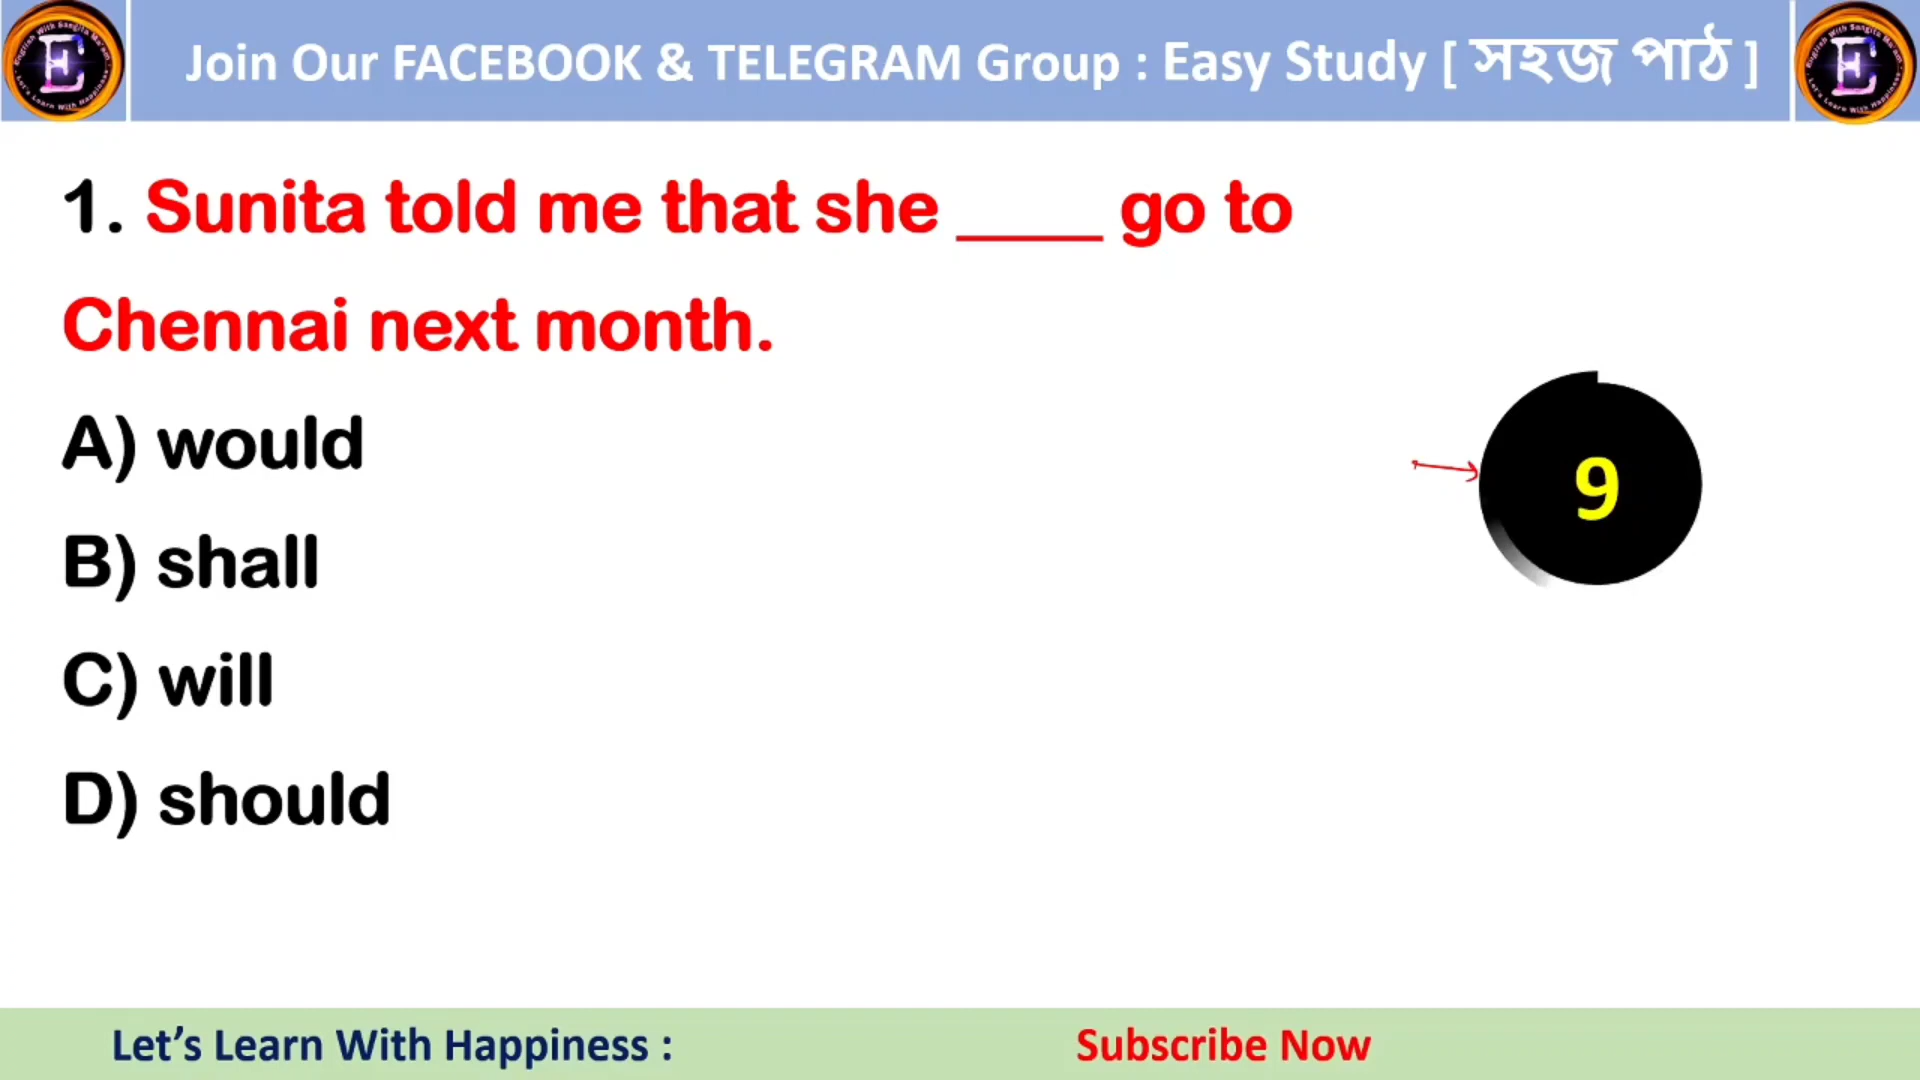 Join Our FACEBOOK & TELEGRAM Group : Easy Study [ সহজ পাঠ ]
E
E
1. Sunita told me that she ____ go to
Chennai next month.
A) would
B) shall
C) will
D) should
9
Let's Learn With Happiness :
Subscribe Now